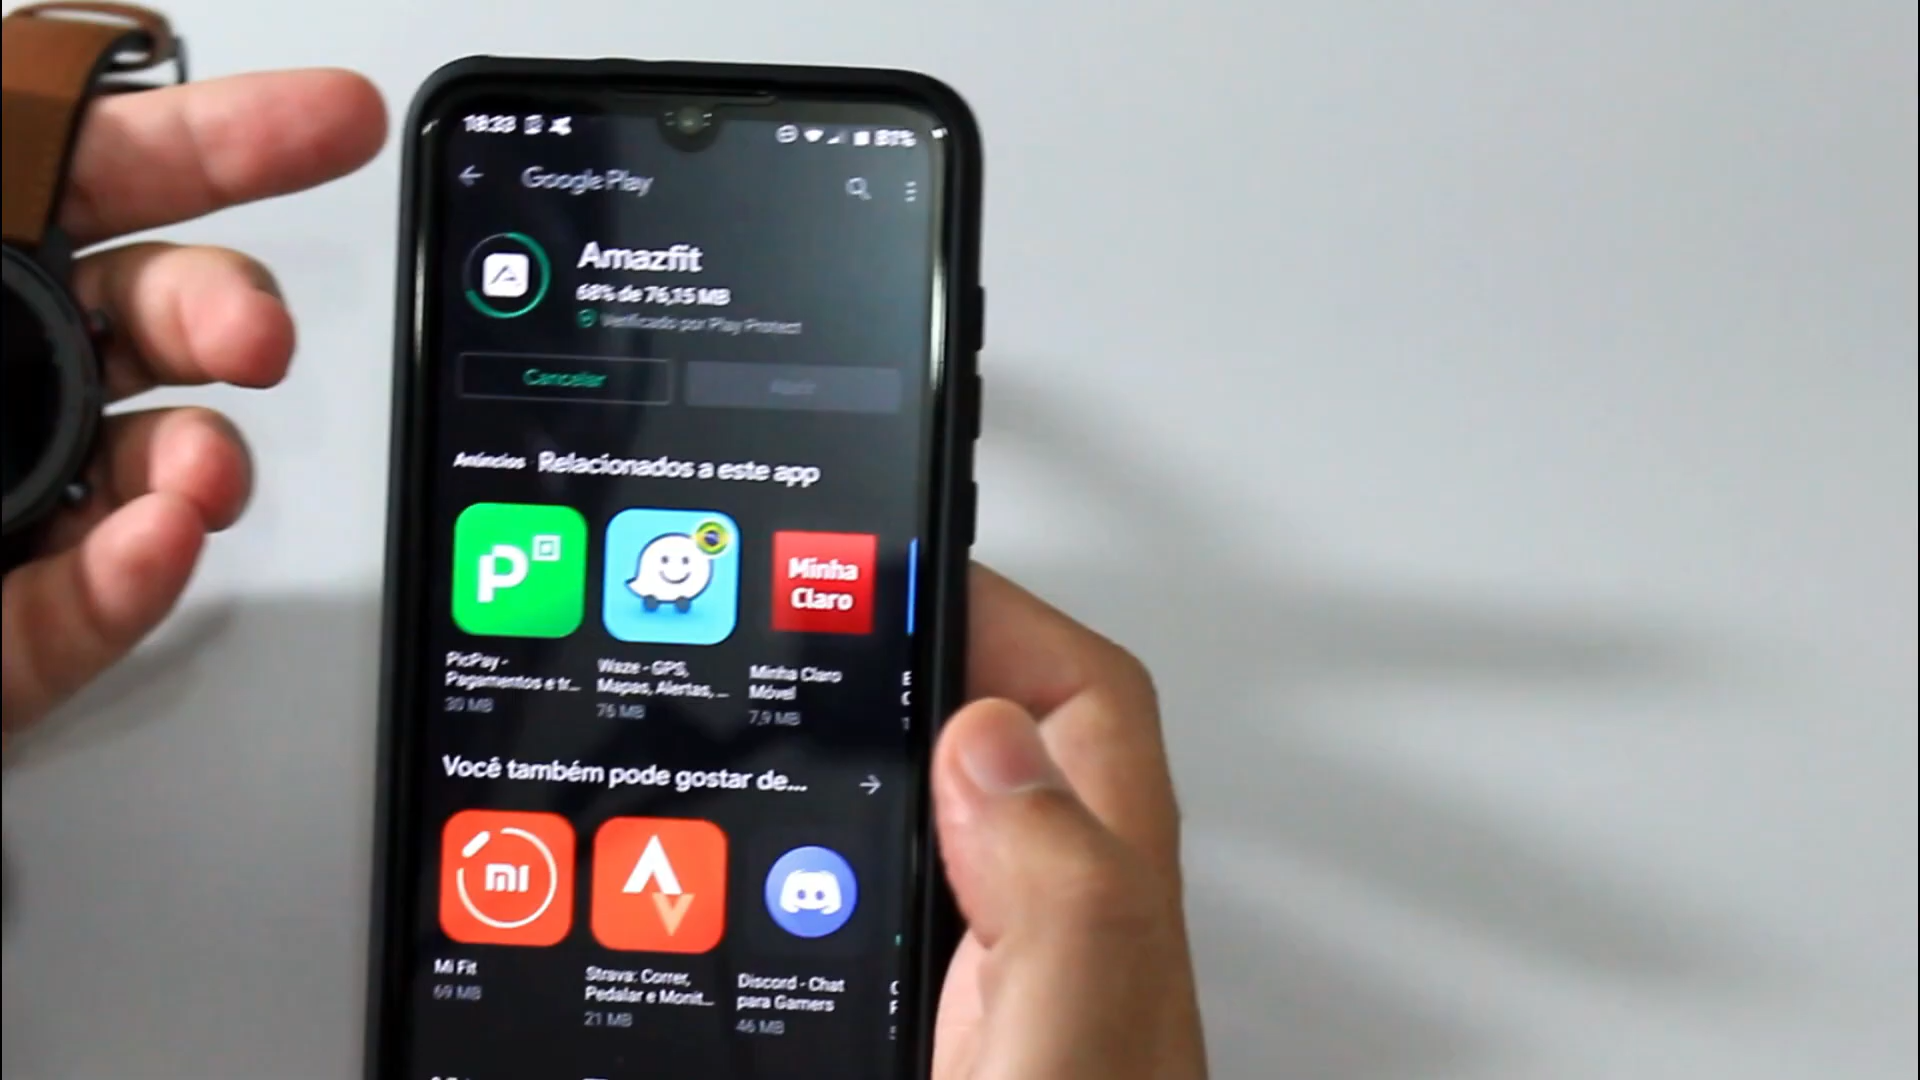 18:33
81%
Google Play
Amazfit
68% de 76,15 MB
Verificado por Play Protect
Cancelar
Abrir
Anúncios · Relacionados a este app
Minha
Claro
PicPay -
Pagamentos e tr...
30 MB
Waze - GPS,
Mapas, Alertas, ...
76 MB
Minha Claro
Móvel
7,9 MB
Você também pode gostar de...
MI
Mi Fit
69 MB
Strava: Correr,
Pedalar e Monit...
21 MB
Discord - Chat
para Gamers
46 MB